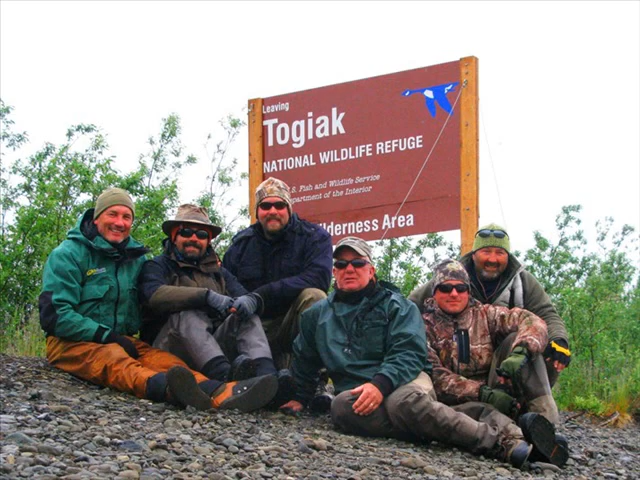 Leaving
Togiak
NATIONAL WILDLIFE REFUGE
U.S. Fish and Wildlife Service
Department of the Interior
Wilderness Area